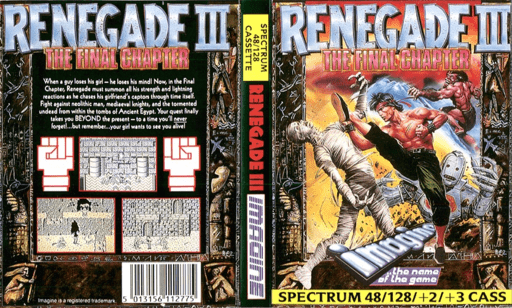 RENEGADE III
THE FINAL CHAPTER
When a guy loses his girl – he loses his mind! Now, in the Final
Chapter, Renegade must summon all his strength and lightning
reactions as he chases his girlfriend's captors through time itself.
Fight against neolithic man, mediaeval knights, and the tormented
undead from within the tombs of Ancient Egypt. Your quest finally
takes you BEYOND the present – to a time you'll never
forget!...but remember...your girl wants to see you alive!
Imagine is a registered trademark.
5 013156 112775
SPECTRUM
48/128
CASSETTE
RENEGADE III
IMAGINE
RENEGADE III
THE FINAL CHAPTER
Imagine
...the name
of the game
SPECTRUM 48/128/+2/+3 CASS